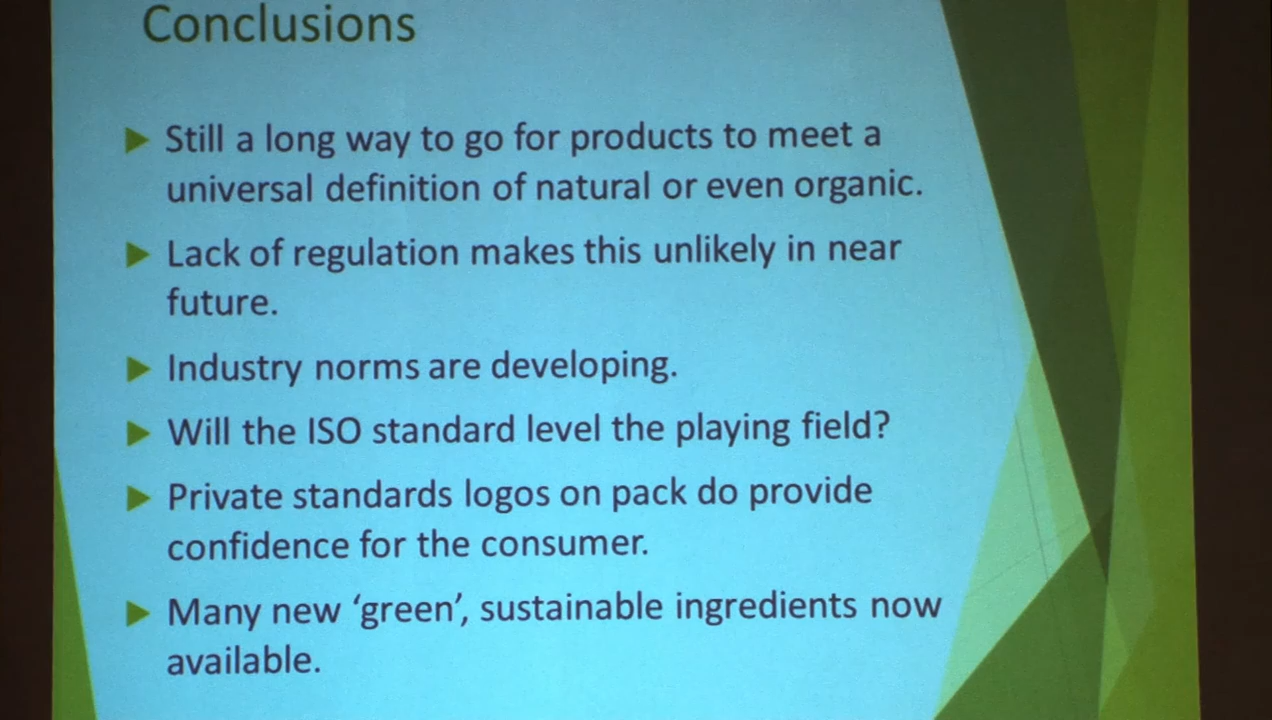 Conclusions
Still a long way to go for products to meet a
universal definition of natural or even organic.
Lack of regulation makes this unlikely in near
future.
Industry norms are developing.
Will the ISO standard level the playing field?
Private standards logos on pack do provide
confidence for the consumer.
Many new ‘green’, sustainable ingredients now
available.